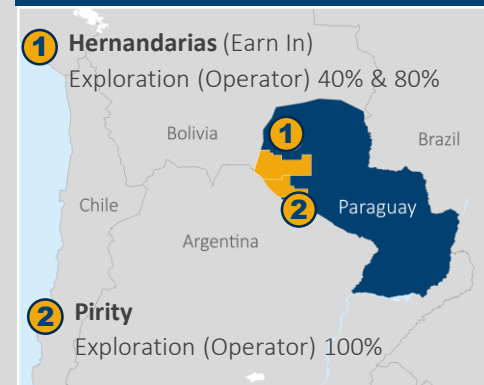 1 Hernandarias (Earn In)
Exploration (Operator) 40% & 80%
Bolivia
1
Brazil
Chile
2
Paraguay
Argentina
2 Pirity
Exploration (Operator) 100%